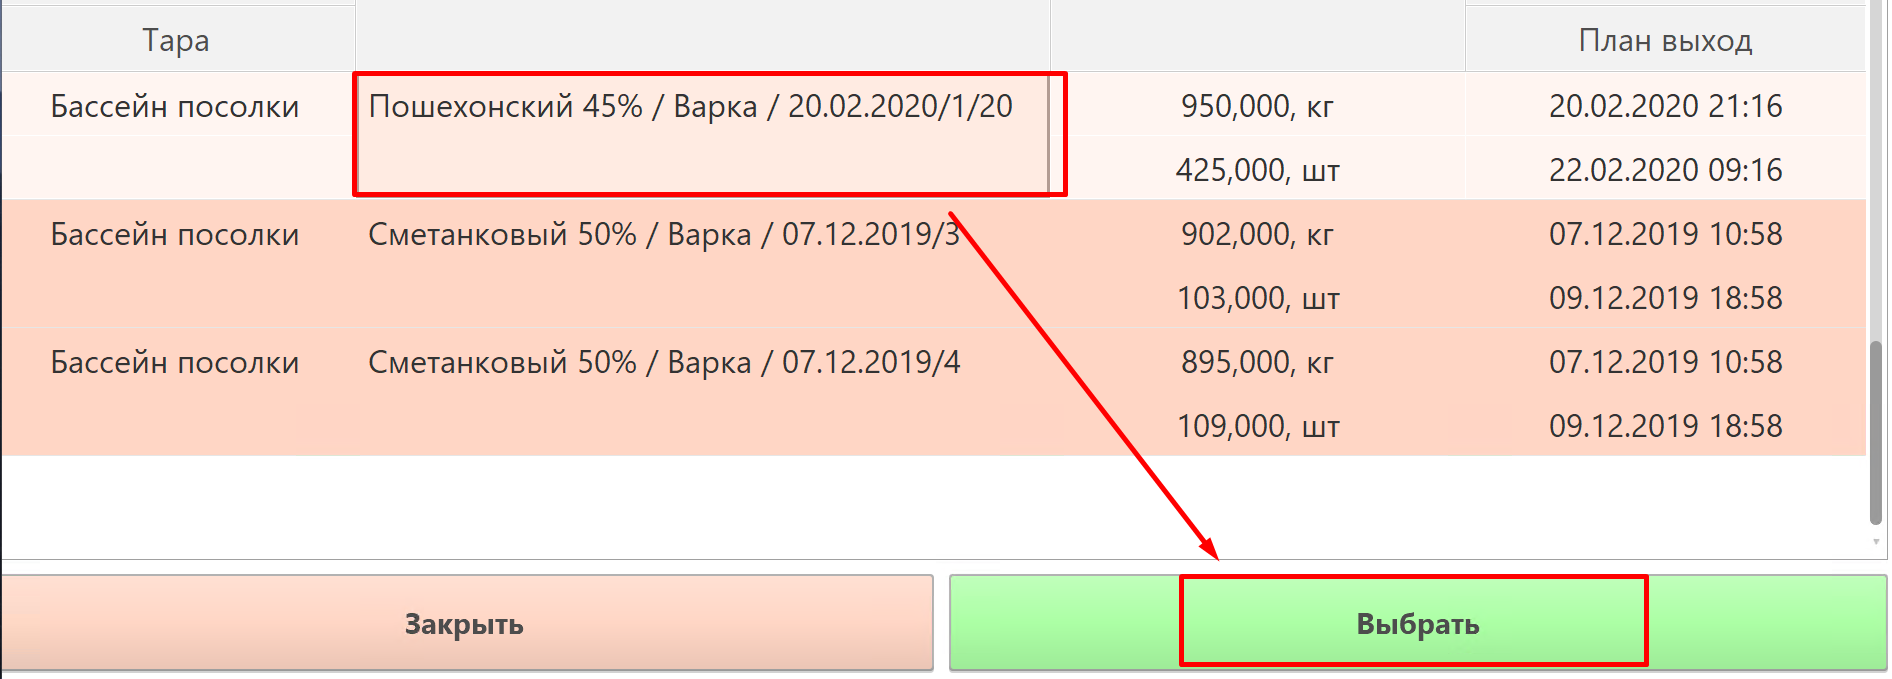 Тара План выход
Бассейн посолки Пошехонский 45% / Варка / 20.02.2020/1/20 950,000, кг 20.02.2020 21:16
425,000, шт 22.02.2020 09:16
Бассейн посолки Сметанковый 50% / Варка / 07.12.2019/3 902,000, кг 07.12.2019 10:58
103,000, шт 09.12.2019 18:58
Бассейн посолки Сметанковый 50% / Варка / 07.12.2019/4 895,000, кг 07.12.2019 10:58
109,000, шт 09.12.2019 18:58
Закрыть Выбрать